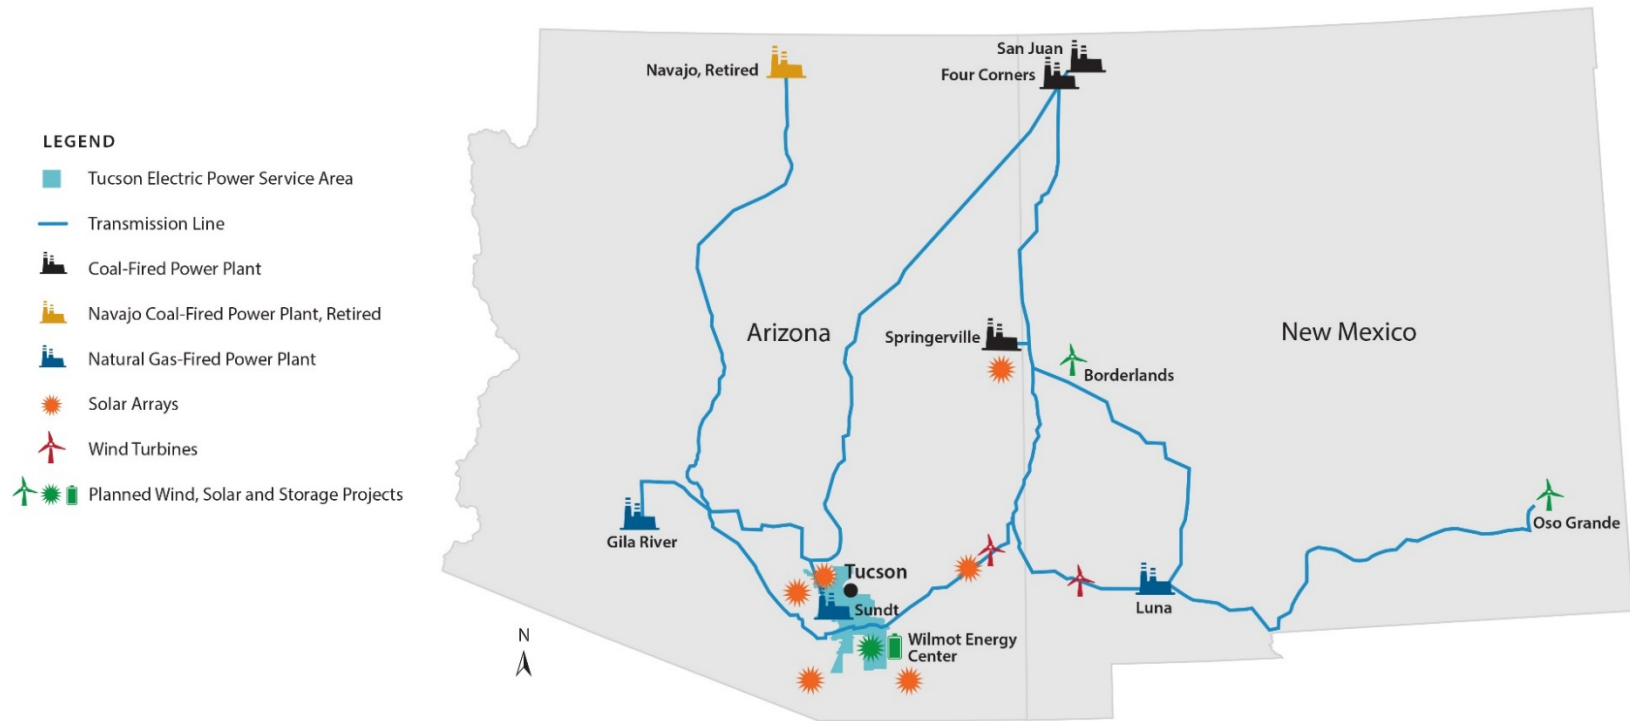 LEGEND
Tucson Electric Power Service Area
Transmission Line
Coal-Fired Power Plant
Navajo Coal-Fired Power Plant, Retired
Natural Gas-Fired Power Plant
Solar Arrays
Wind Turbines
Planned Wind, Solar and Storage Projects
Navajo, Retired
San Juan
Four Corners
Arizona
New Mexico
Springerville
Borderlands
Gila River
Oso Grande
Tucson
Sundt
Luna
Wilmot Energy
Center
N